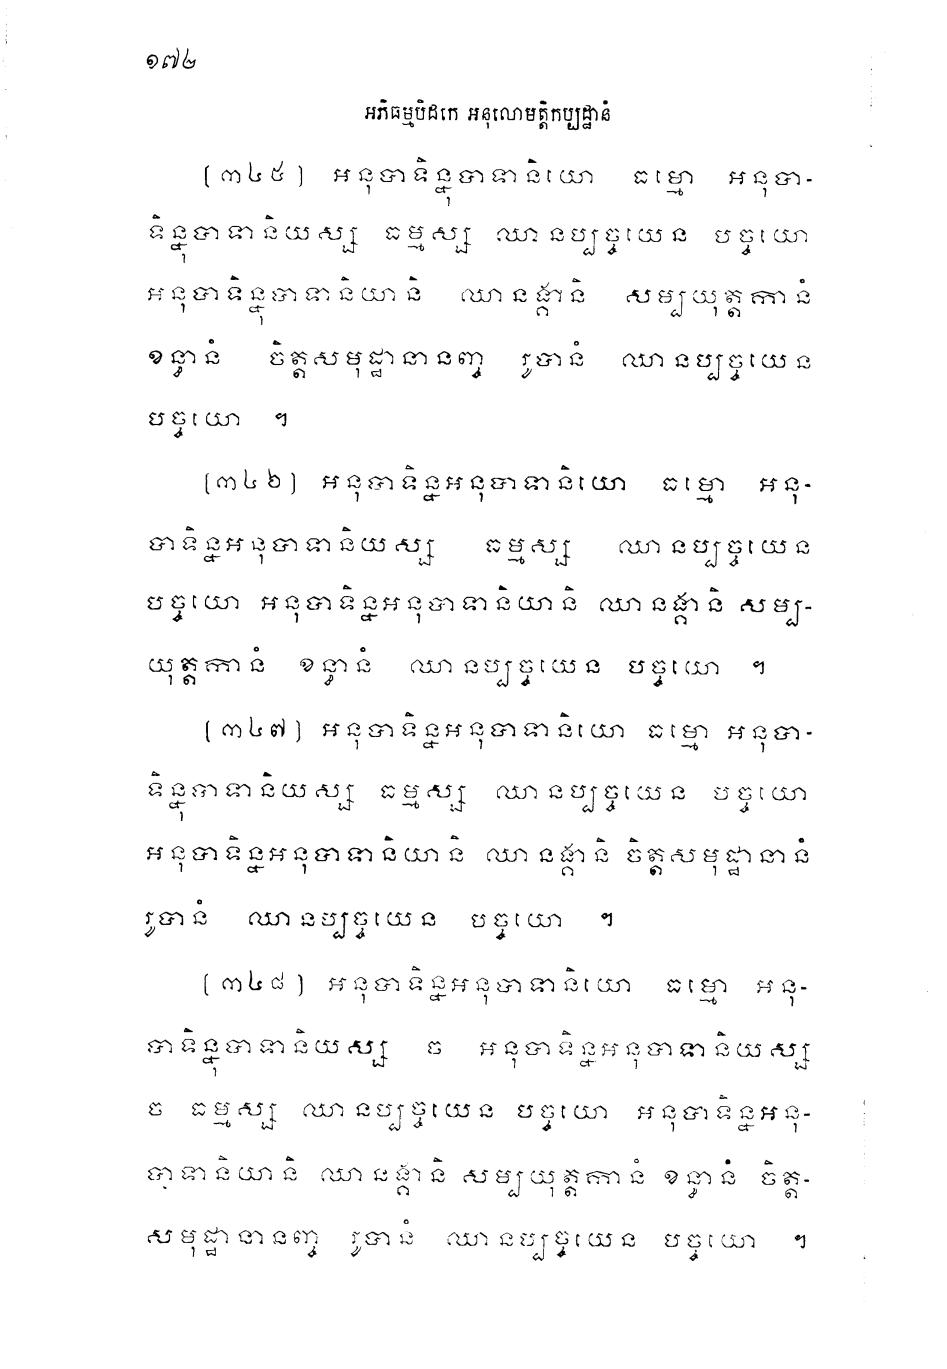 ១៧៤
អភិធម្មបិដកេ អនុលោមត្តិកប្បដ្ឋានំ
[៣៤៥] អនុបាទិន្នុបាទានិយោ ធម្មោ អនុបា-
ទិន្នុបាទានិយស្ស ធម្មស្ស ឈានប្បច្ចយេន បច្ចយោ
អនុបាទិន្នុបាទានិយានិ ឈានង្គានិ សម្បយុត្តកានំ
ខន្ធានំ ចិត្តសមុដ្ឋានានញ្ច រូបានំ ឈានប្បច្ចយេន
បច្ចយោ ។
[៣៤៦] អនុបាទិន្នអនុបាទានិយោ ធម្មោ អនុ-
បាទិន្នអនុបាទានិយស្ស ធម្មស្ស ឈានប្បច្ចយេន
បច្ចយោ អនុបាទិន្នអនុបាទានិយានិ ឈានង្គានិ សម្ប-
យុត្តកានំ ខន្ធានំ ឈានប្បច្ចយេន បច្ចយោ ។
[៣៤៧] អនុបាទិន្នអនុបាទានិយោ ធម្មោ អនុបា-
ទិន្នុបាទានិយស្ស ធម្មស្ស ឈានប្បច្ចយេន បច្ចយោ
អនុបាទិន្នអនុបាទានិយានិ ឈានង្គានិ ចិត្តសមុដ្ឋានានំ
រូបានំ ឈានប្បច្ចយេន បច្ចយោ ។
[៣៤៨] អនុបាទិន្នអនុបាទានិយោ ធម្មោ អនុ-
បាទិន្នុបាទានិយស្ស ច អនុបាទិន្នអនុបាទានិយស្ស
ច ធម្មស្ស ឈានប្បច្ចយេន បច្ចយោ អនុបាទិន្នអនុ-
បាទានិយានិ ឈានង្គានិ សម្បយុត្តកានំ ខន្ធានំ ចិត្ត-
សមុដ្ឋានានញ្ច រូបានំ ឈានប្បច្ចយេន បច្ចយោ ។